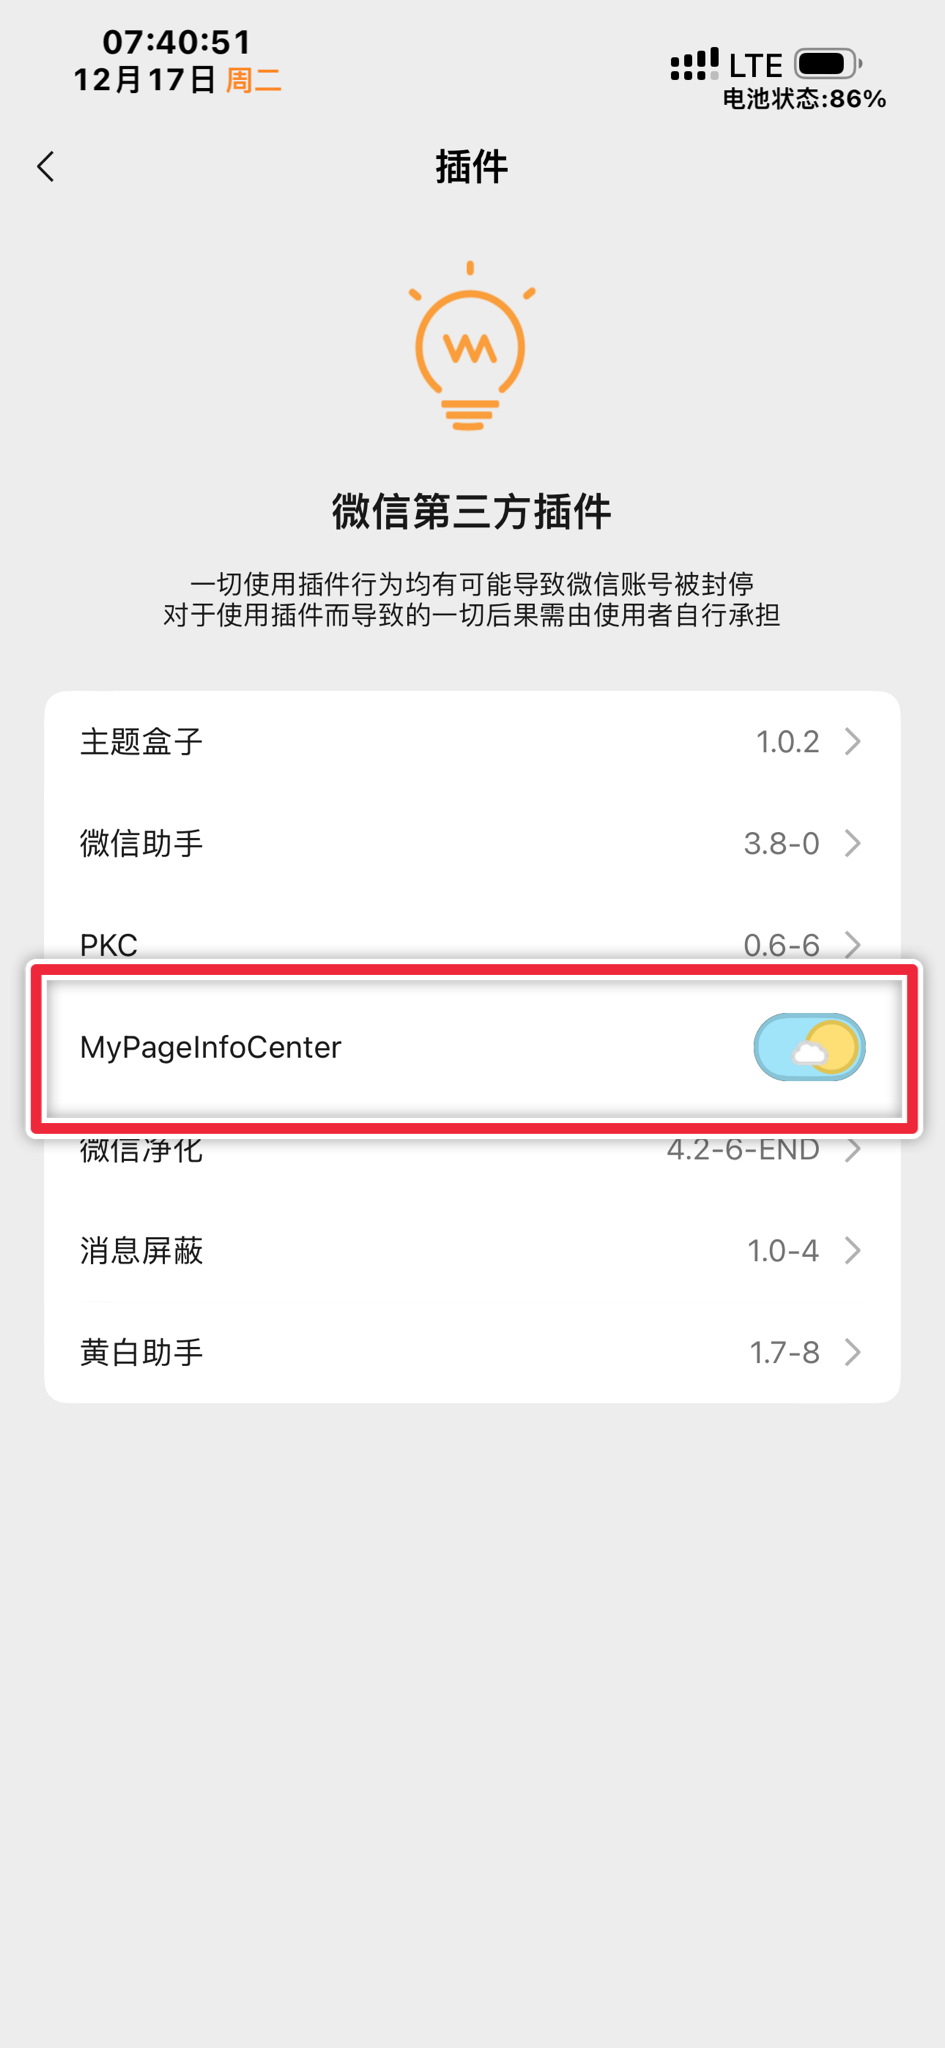 07:40:51
12月17日 周二
LTE
电池状态:86%
插件
微信第三方插件
一切使用插件行为均有可能导致微信账号被封停
对于使用插件而导致的一切后果需由使用者自行承担
主题盒子 1.0.2
微信助手 3.8-0
PKC 0.6-6
MyPageInfoCenter
微信净化 4.2-6-END
消息屏蔽 1.0-4
黄白助手 1.7-8